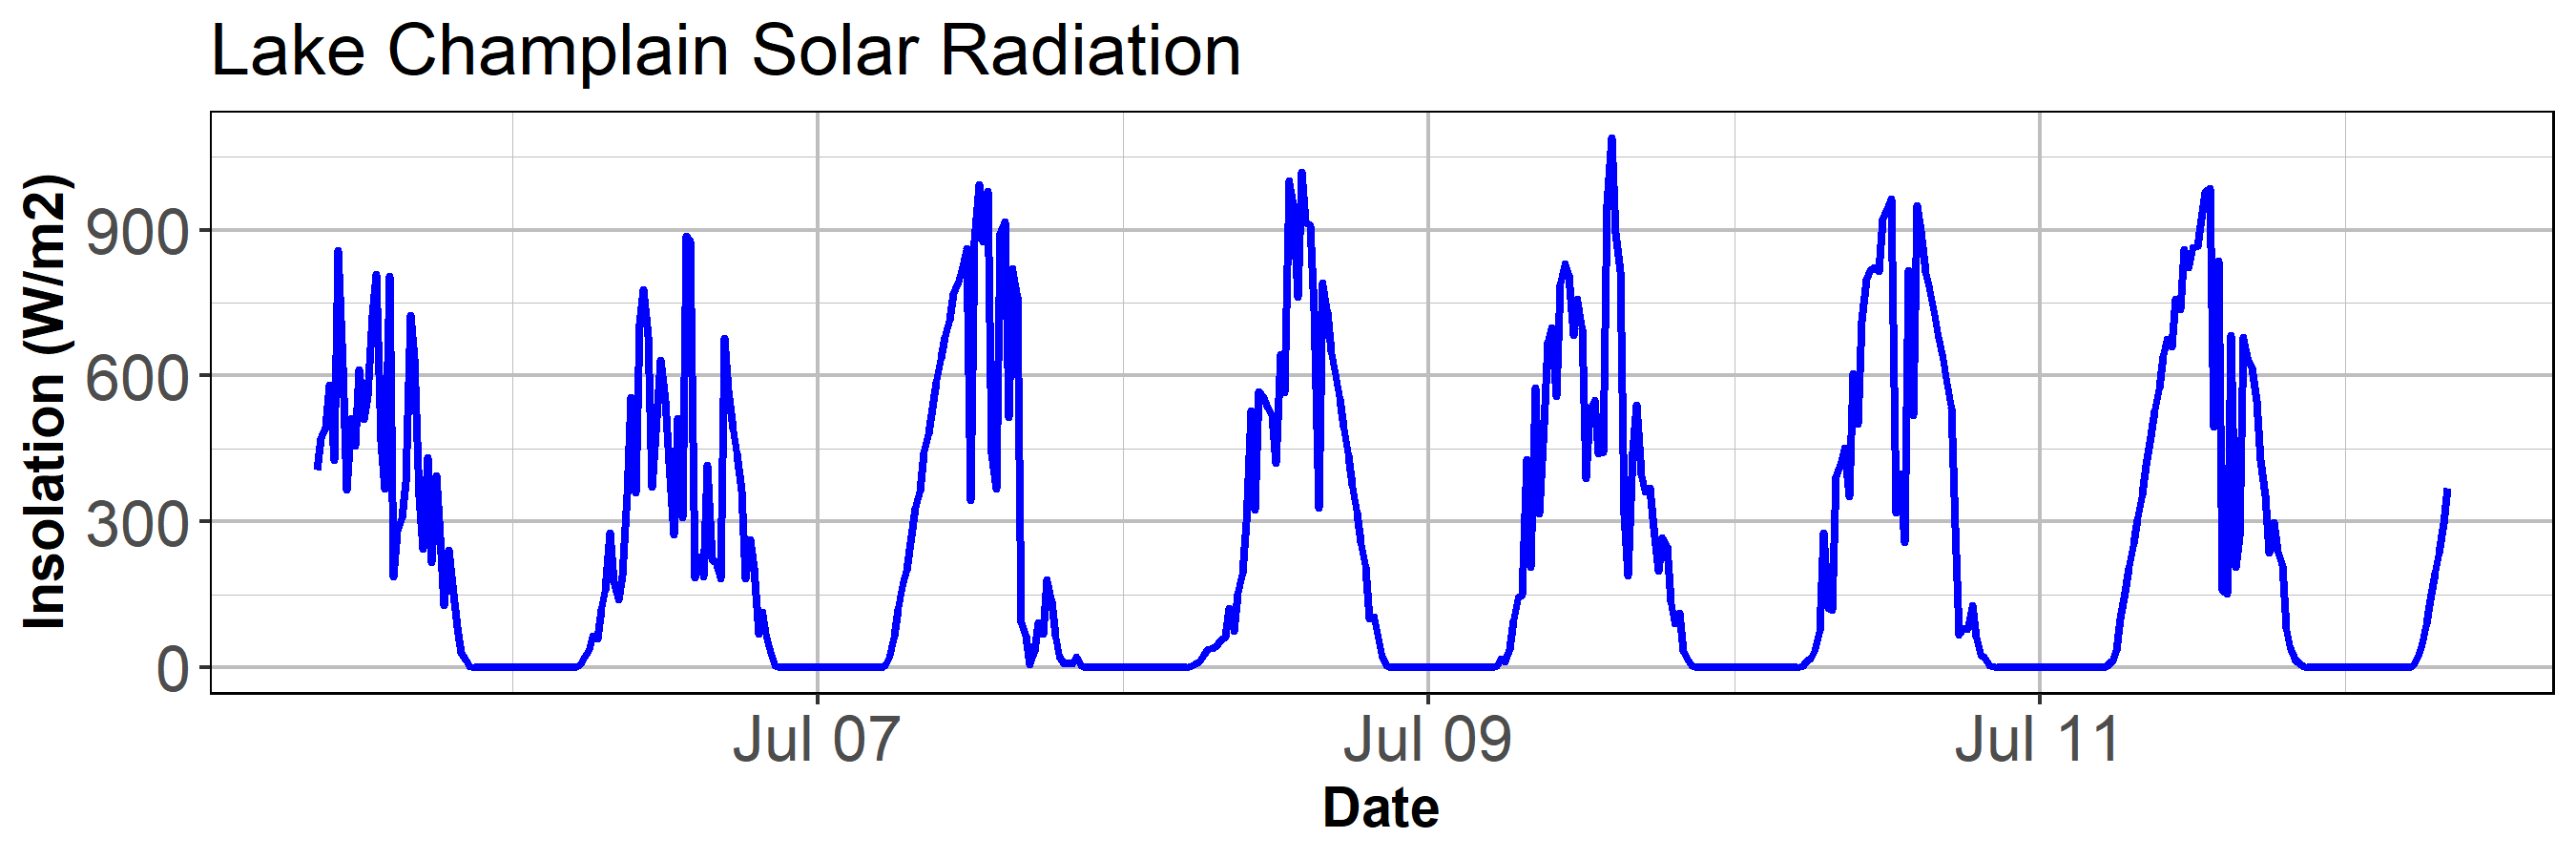 Lake Champlain Solar Radiation
Insolation (W/m2)
900
600
300
0
Jul 07
Jul 09
Jul 11
Date